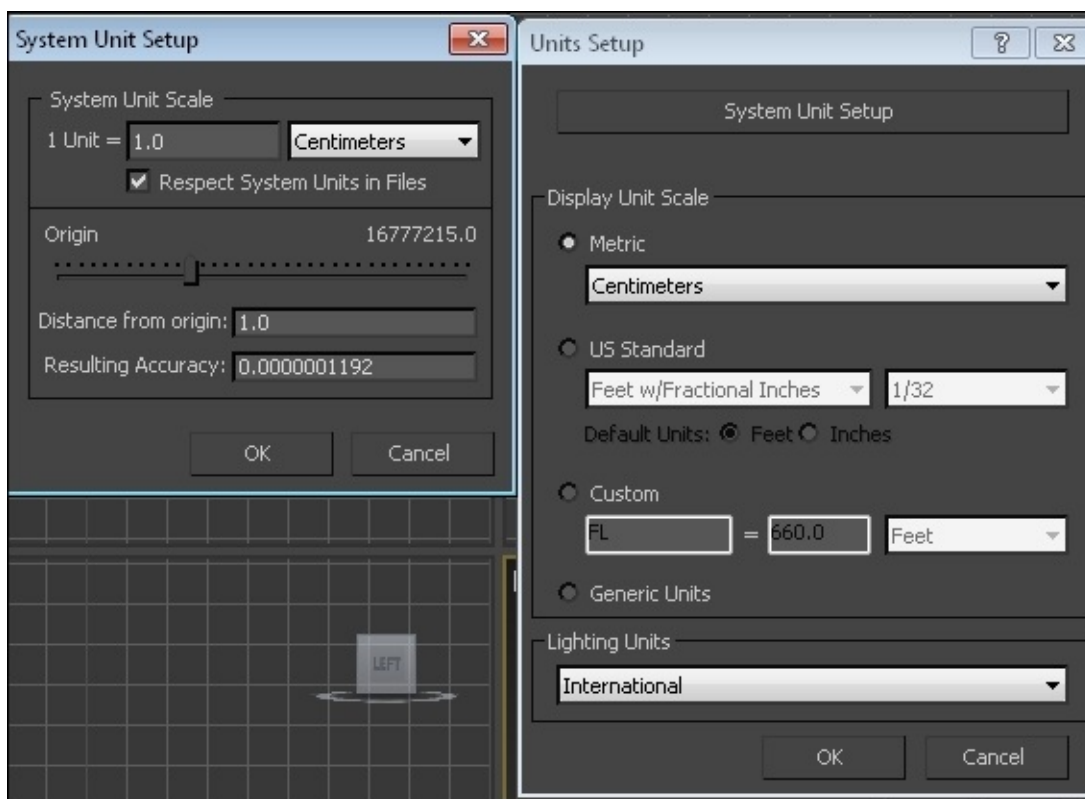 System Unit Setup
System Unit Scale
1 Unit = 1.0 Centimeters
Respect System Units in Files
Origin 16777215.0
Distance from origin: 1.0
Resulting Accuracy: 0.0000001192
OK Cancel
LEFT
Units Setup
System Unit Setup
Display Unit Scale
Metric
Centimeters
US Standard
Feet w/Fractional Inches 1/32
Default Units: Feet Inches
Custom
FL = 660.0 Feet
Generic Units
Lighting Units
International
OK Cancel